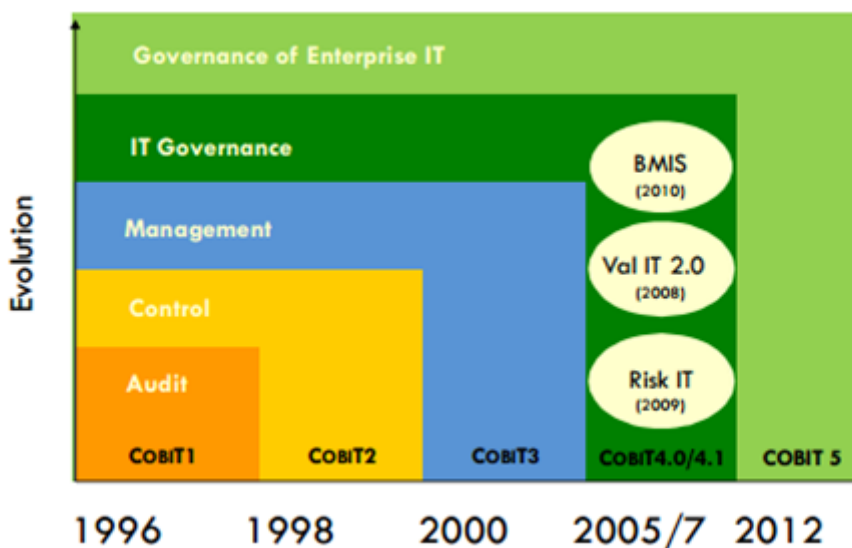 Governance of Enterprise IT
IT Governance
BMIS
(2010)
Management
Val IT 2.0
(2008)
Control
Audit
Risk IT
(2009)
Evolution
COBIT1
COBIT2
COBIT3
COBIT4.0/4.1
COBIT 5
1996
1998
2000
2005/7
2012